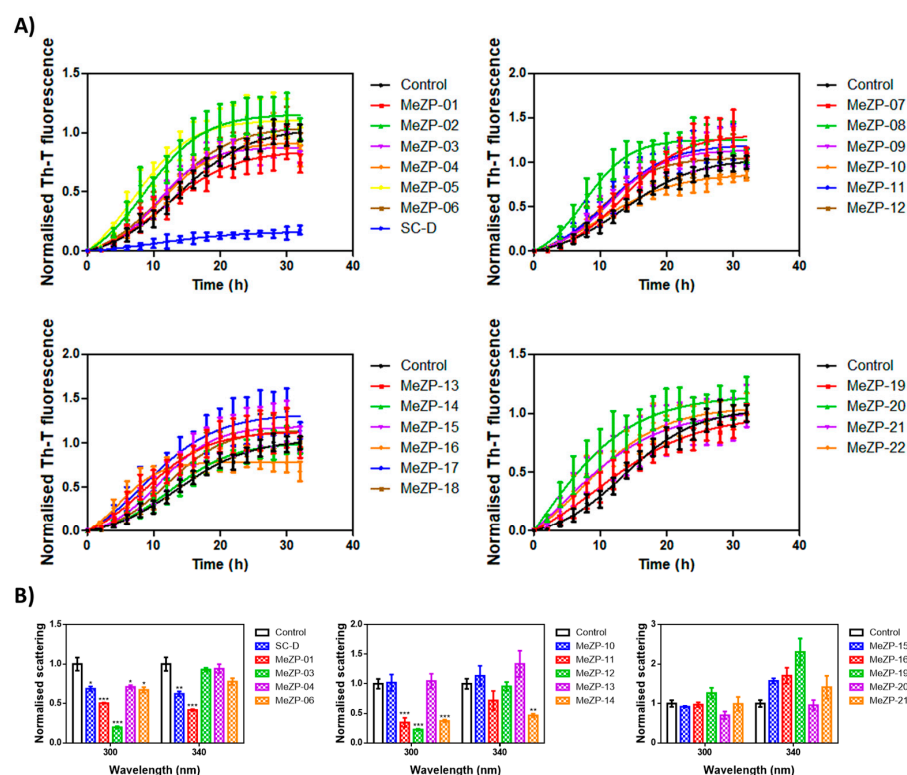 A)
Normalised Th-T fluorescence
1.5
1.0
0.5
0.0
0 10 20 30 40
Time (h)
Control
MeZP-01
MeZP-02
MeZP-03
MeZP-04
MeZP-05
MeZP-06
SC-D
Normalised Th-T fluorescence
2.0
1.5
1.0
0.5
0.0
0 10 20 30 40
Time (h)
Control
MeZP-07
MeZP-08
MeZP-09
MeZP-10
MeZP-11
MeZP-12
Normalised Th-T fluorescence
2.0
1.5
1.0
0.5
0.0
0 10 20 30 40
Time (h)
Control
MeZP-13
MeZP-14
MeZP-15
MeZP-16
MeZP-17
MeZP-18
Normalised Th-T fluorescence
1.5
1.0
0.5
0.0
0 10 20 30 40
Time (h)
Control
MeZP-19
MeZP-20
MeZP-21
MeZP-22
B)
Normalised scattering
1.5
1.0
0.5
0.0
* *** *** * * ** ***
300 340
Wavelength (nm)
Control
SC-D
MeZP-01
MeZP-03
MeZP-04
MeZP-06
Normalised scattering
2.0
1.5
1.0
0.5
0.0
*** *** *** **
300 340
Wavelength (nm)
Control
MeZP-10
MeZP-11
MeZP-12
MeZP-13
MeZP-14
Normalised scattering
3
2
1
0
300 340
Wavelength (nm)
Control
MeZP-15
MeZP-16
MeZP-19
MeZP-20
MeZP-21